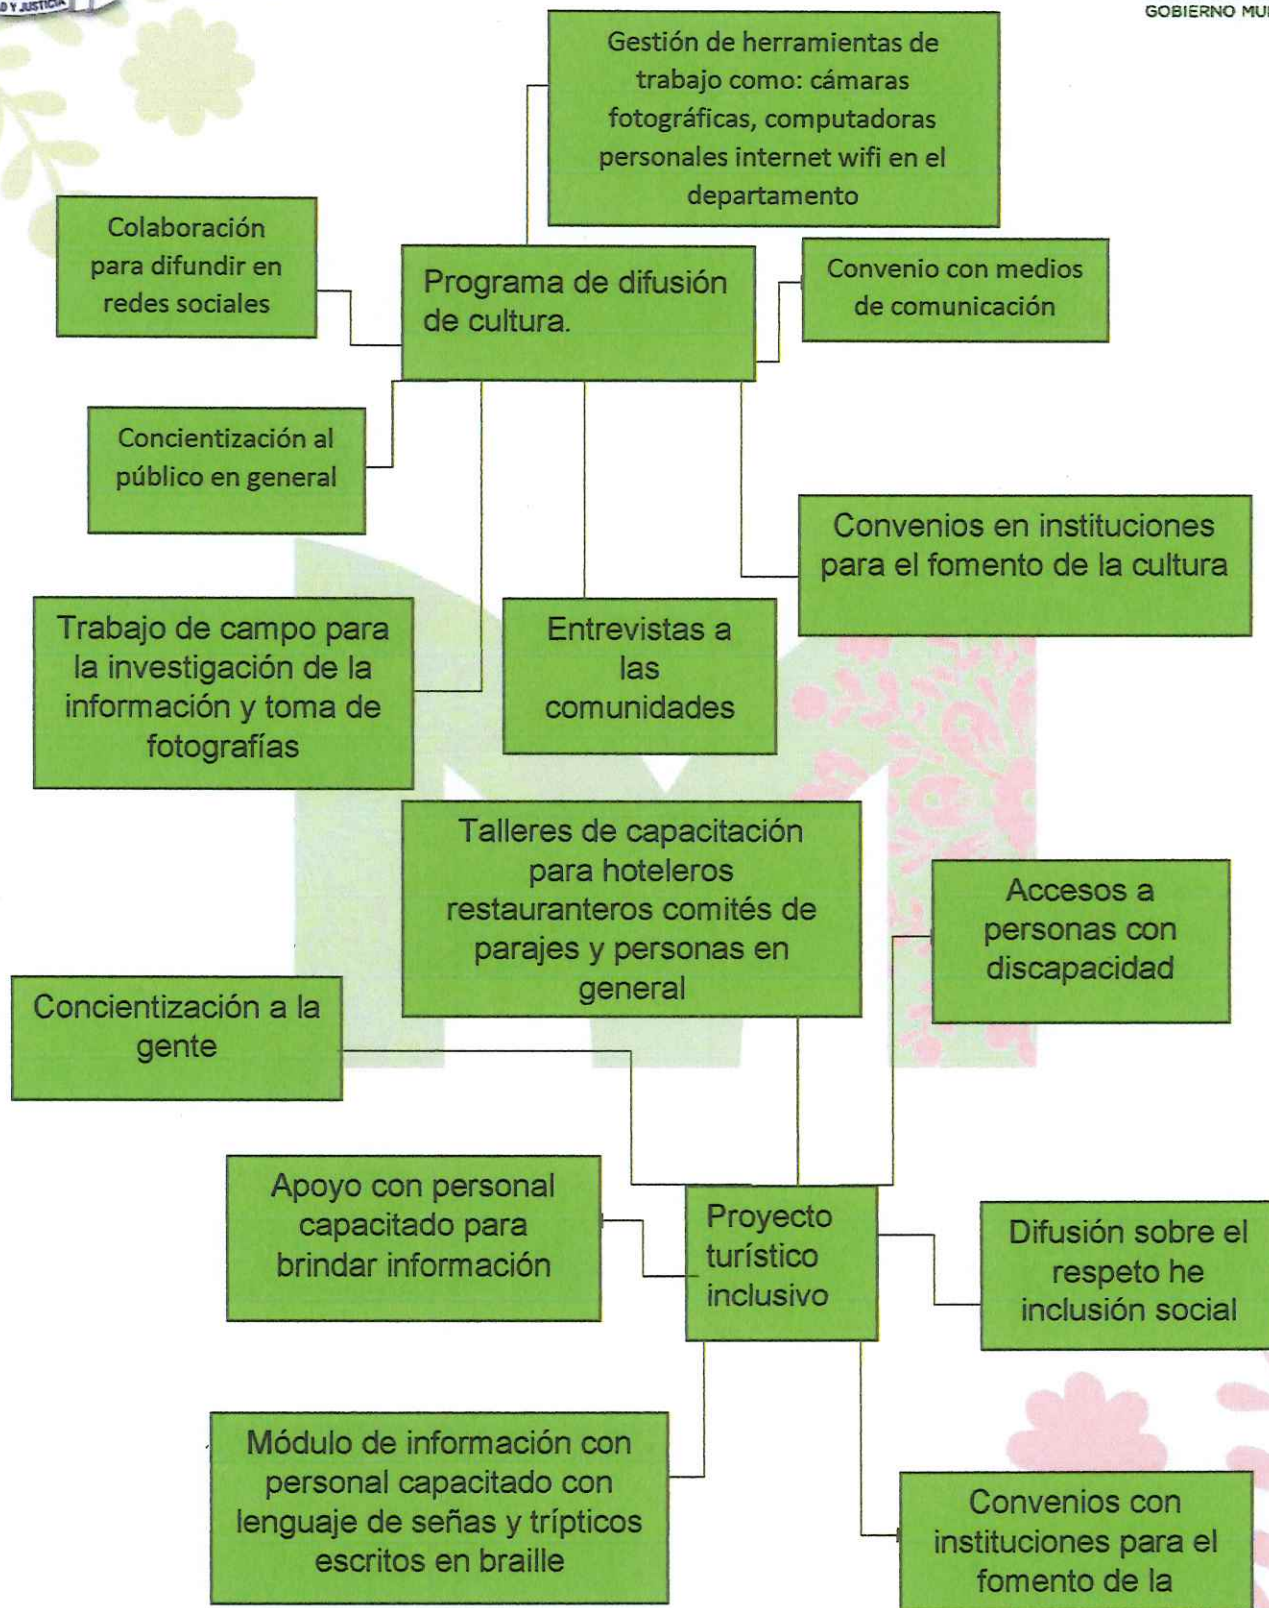 D Y JUSTICIA
GOBIERNO MU
Gestión de herramientas de
trabajo como: cámaras
fotográficas, computadoras
personales internet wifi en el
departamento
Colaboración
para difundir en
redes sociales
Programa de difusión
de cultura.
Convenio con medios
de comunicación
Concientización al
público en general
Convenios en instituciones
para el fomento de la cultura
Trabajo de campo para
la investigación de la
información y toma de
fotografías
Entrevistas a
las
comunidades
Talleres de capacitación
para hoteleros
restauranteros comités de
parajes y personas en
general
Accesos a
personas con
discapacidad
Concientización a la
gente
Apoyo con personal
capacitado para
brindar información
Proyecto
turístico
inclusivo
Difusión sobre el
respeto he
inclusión social
Módulo de información con
personal capacitado con
lenguaje de señas y trípticos
escritos en braille
Convenios con
instituciones para el
fomento de la